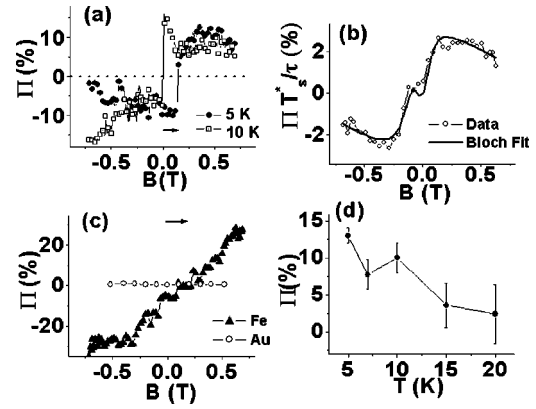 (a)
Π (%)
10
0
-10
5 K
10 K
-0.5 0.0 0.5
B (T)
(b)
Π T*s/τ (%)
2
0
-2
Data
Bloch Fit
-0.5 0.0 0.5
B (T)
(c)
Π (%)
20
0
-20
Fe
Au
-0.5 0.0 0.5
B (T)
(d)
Π(%)
15
10
5
0
5 10 15 20
T (K)